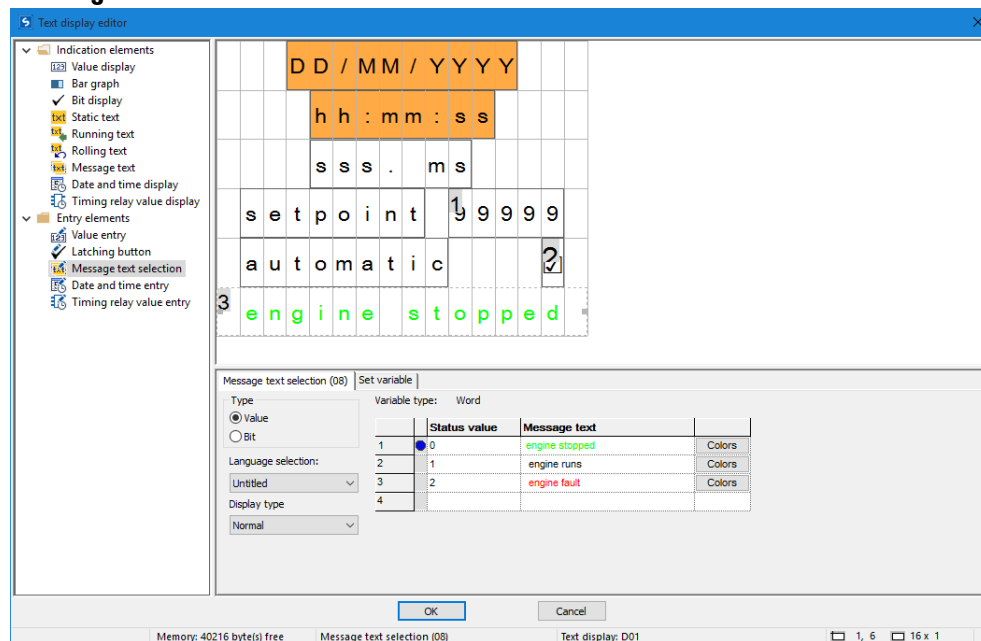 Text display editor
Indication elements
Value display
Bar graph
Bit display
Static text
Running text
Rolling text
Message text
Date and time display
Timing relay value display
Entry elements
Value entry
Latching button
Message text selection
Date and time entry
Timing relay value entry
DD/MM/YYYY
hh:mm:ss
sss. ms
setpoint 1 99999
automatic 2
3 engine stopped
Message text selection (08) Set variable
Type Variable type: Word
Value
Bit
Status value Message text
1 0 engine stopped Colors
2 1 engine runs Colors
3 2 engine fault Colors
4
Language selection:
Untitled
Display type
Normal
OK Cancel
Memory: 40216 byte(s) free Message text selection (08) Text display: D01 1, 6 16 x 1